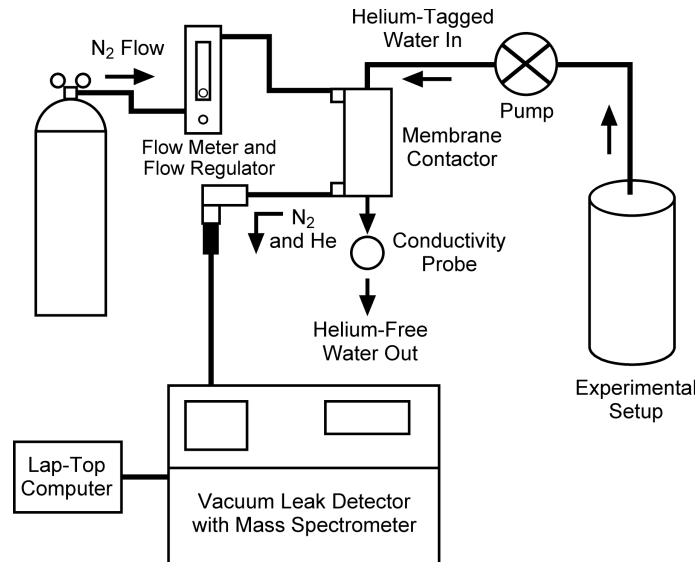 Helium-Tagged
Water In
N2 Flow
Pump
Flow Meter and
Flow Regulator
Membrane
Contactor
N2
and He
Conductivity
Probe
Helium-Free
Water Out
Experimental
Setup
Lap-Top
Computer
Vacuum Leak Detector
with Mass Spectrometer